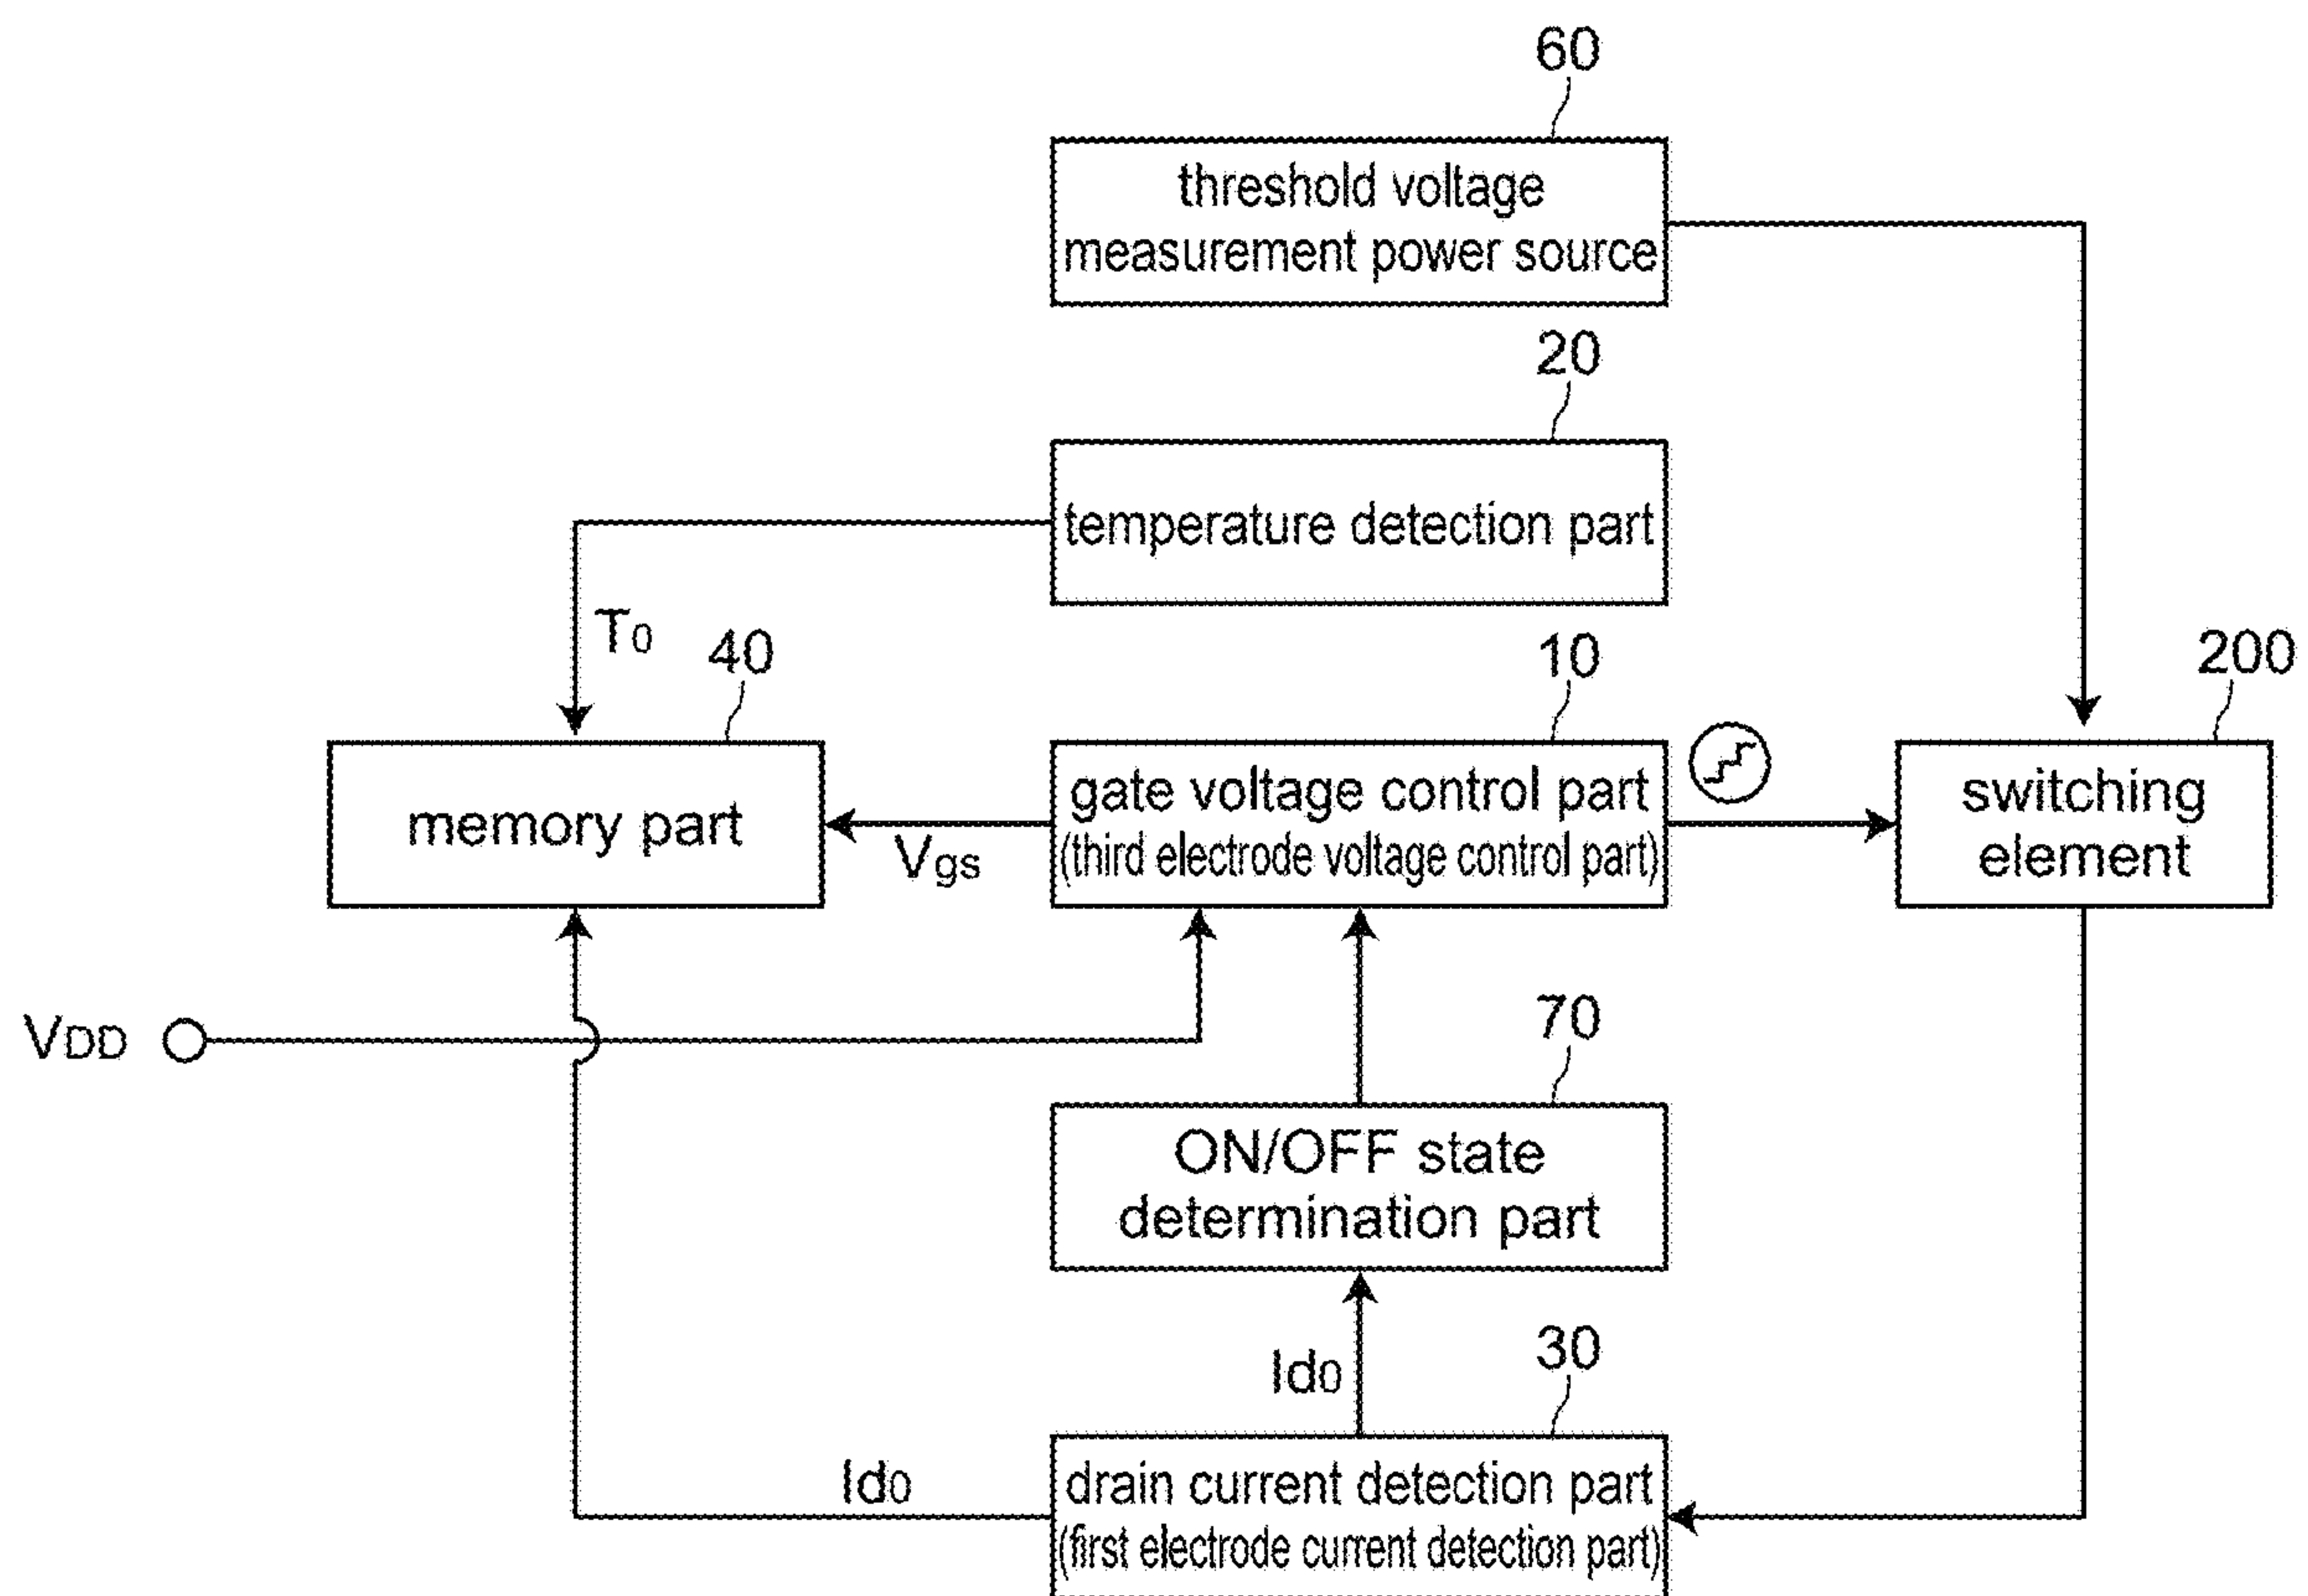 60
threshold voltage
measurement power source
20
temperature detection part
T0
40
10
200
memory part
gate voltage control part
(third electrode voltage control part)
switching
element
Vgs
VDD
70
ON/OFF state
determination part
Id0
30
Id0
drain current detection part
(first electrode current detection part)